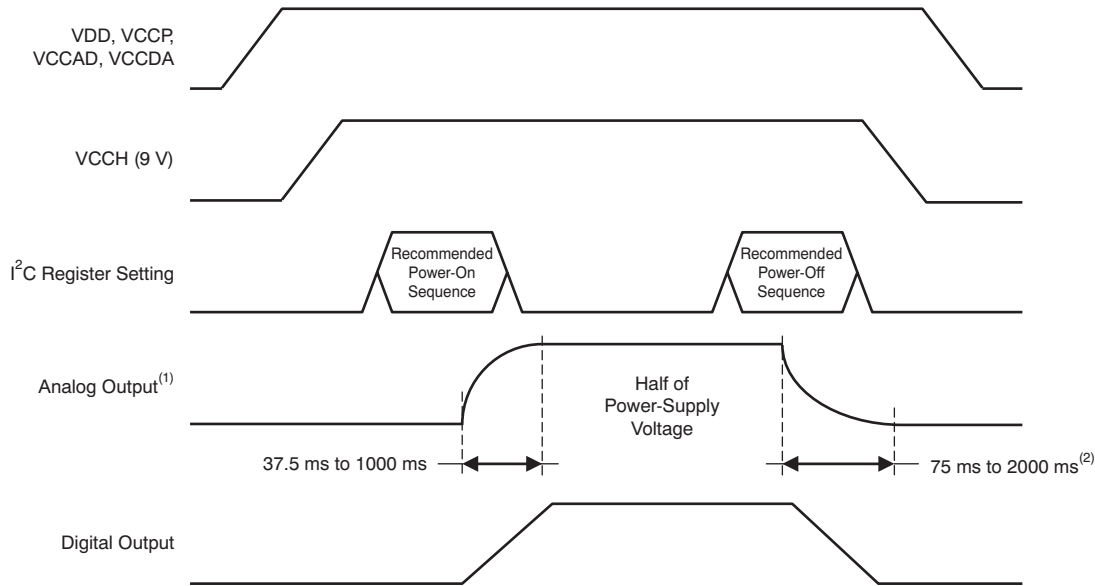 VDD, VCCP,
VCCAD, VCCDA
VCCH (9 V)
I²C Register Setting
Recommended
Power-On
Sequence
Recommended
Power-Off
Sequence
Analog Output⁽¹⁾
Half of
Power-Supply
Voltage
37.5 ms to 1000 ms
75 ms to 2000 ms⁽²⁾
Digital Output